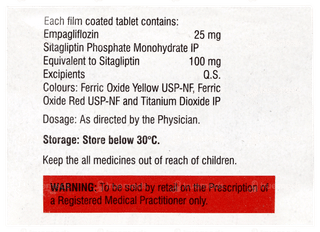 Each film coated tablet contains:
Empagliflozin 25 mg
Sitagliptin Phosphate Monohydrate IP
Equivalent to Sitagliptin 100 mg
Excipients Q.S.
Colours: Ferric Oxide Yellow USP-NF, Ferric
Oxide Red USP-NF and Titanium Dioxide IP
Dosage: As directed by the Physician.
Storage: Store below 30°C.
Keep the all medicines out of reach of children.
WARNING: To be sold by retail on the Prescription of
a Registered Medical Practitioner only.